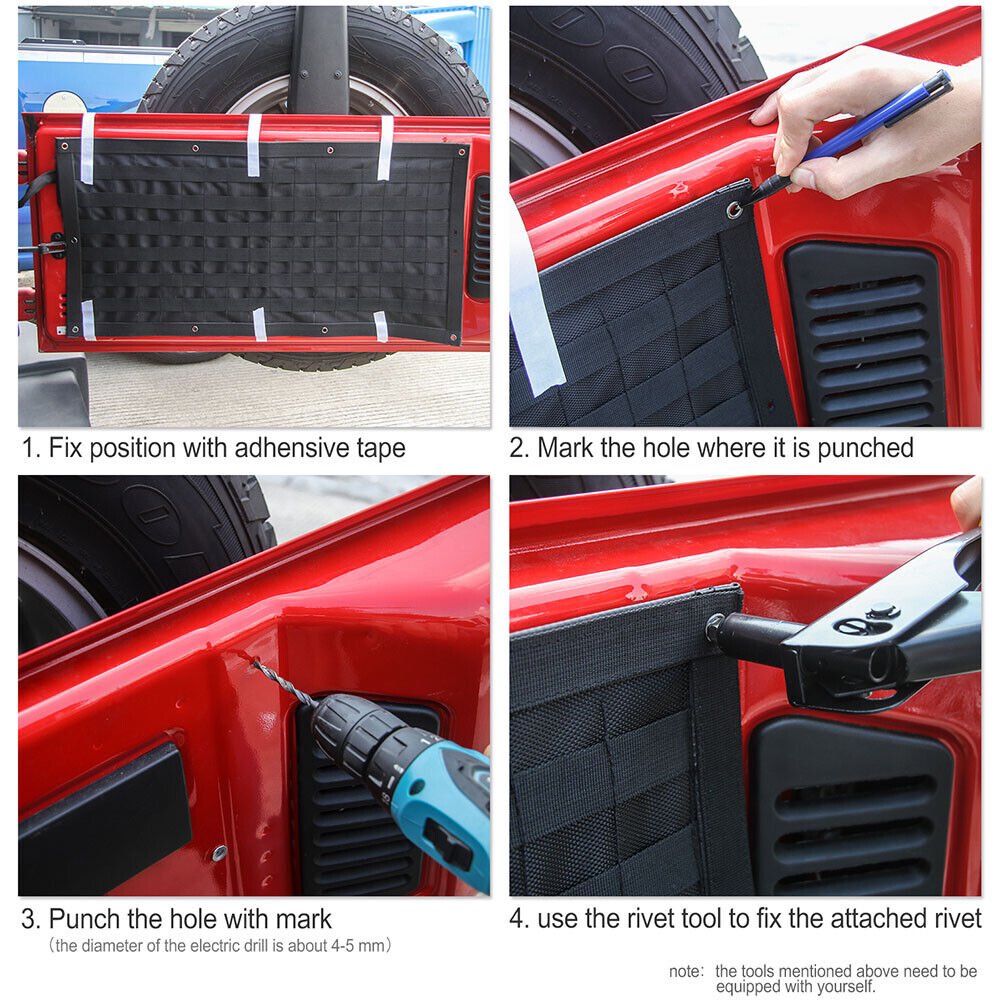 1. Fix position with adhensive tape
2. Mark the hole where it is punched
3. Punch the hole with mark
(the diameter of the electric drill is about 4-5 mm)
4. use the rivet tool to fix the attached rivet
note: the tools mentioned above need to be
equipped with yourself.